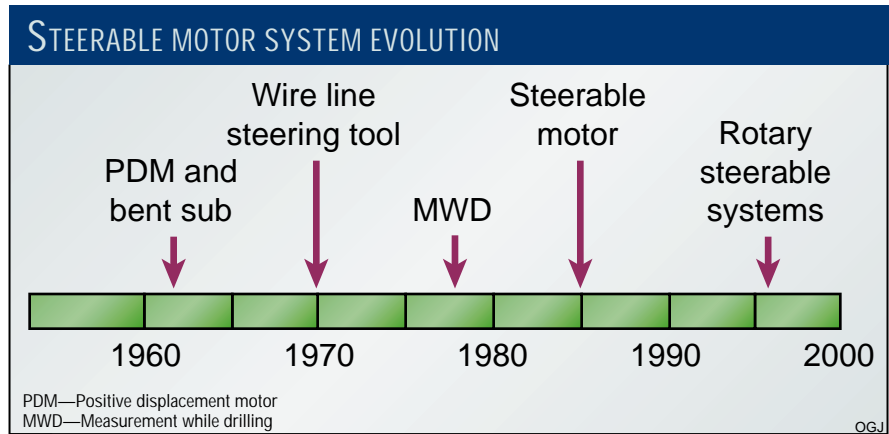 STEERABLE MOTOR SYSTEM EVOLUTION
Wire line
steering tool
Steerable
motor
PDM and
bent sub
MWD
Rotary
steerable
systems
1960 1970 1980 1990 2000
PDM—Positive displacement motor
MWD—Measurement while drilling
OGJ